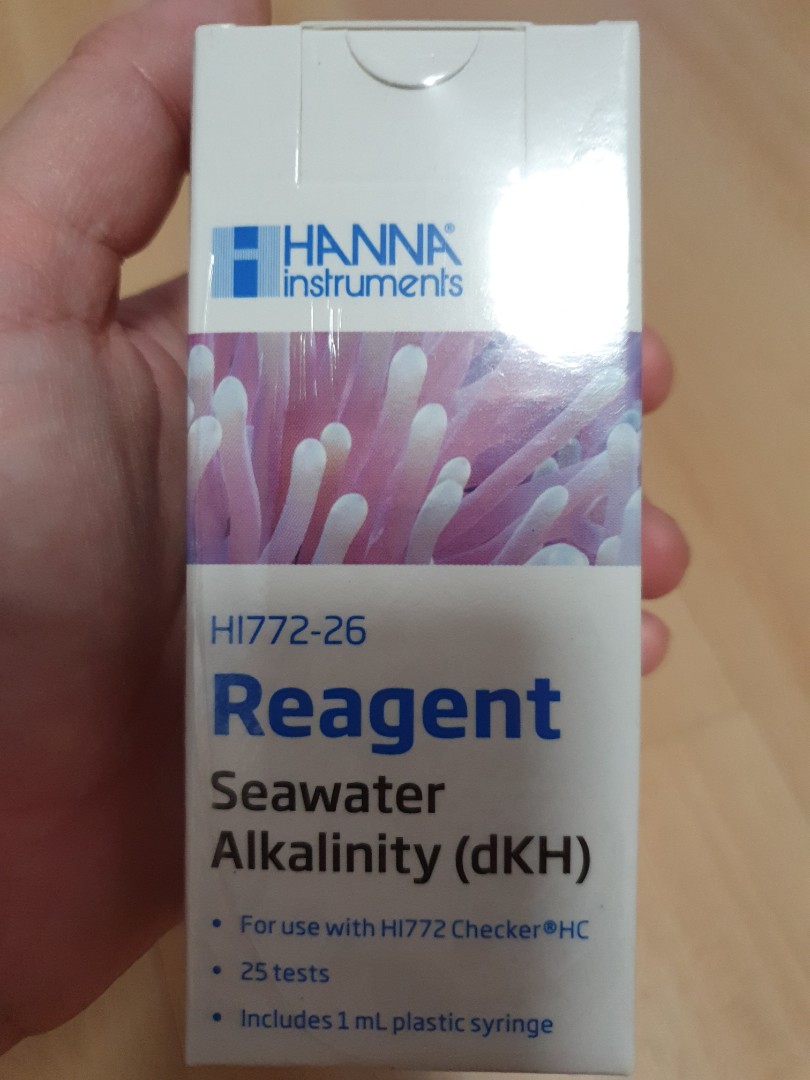 HANNA®
instruments
HI772-26
Reagent
Seawater
Alkalinity (dKH)
• For use with HI772 Checker®HC
• 25 tests
• Includes 1 mL plastic syringe